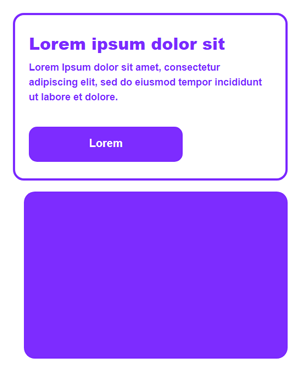 Lorem ipsum dolor sit
Lorem Ipsum dolor sit amet, consectetur
adipiscing elit, sed do eiusmod tempor incididunt
ut labore et dolore.
Lorem